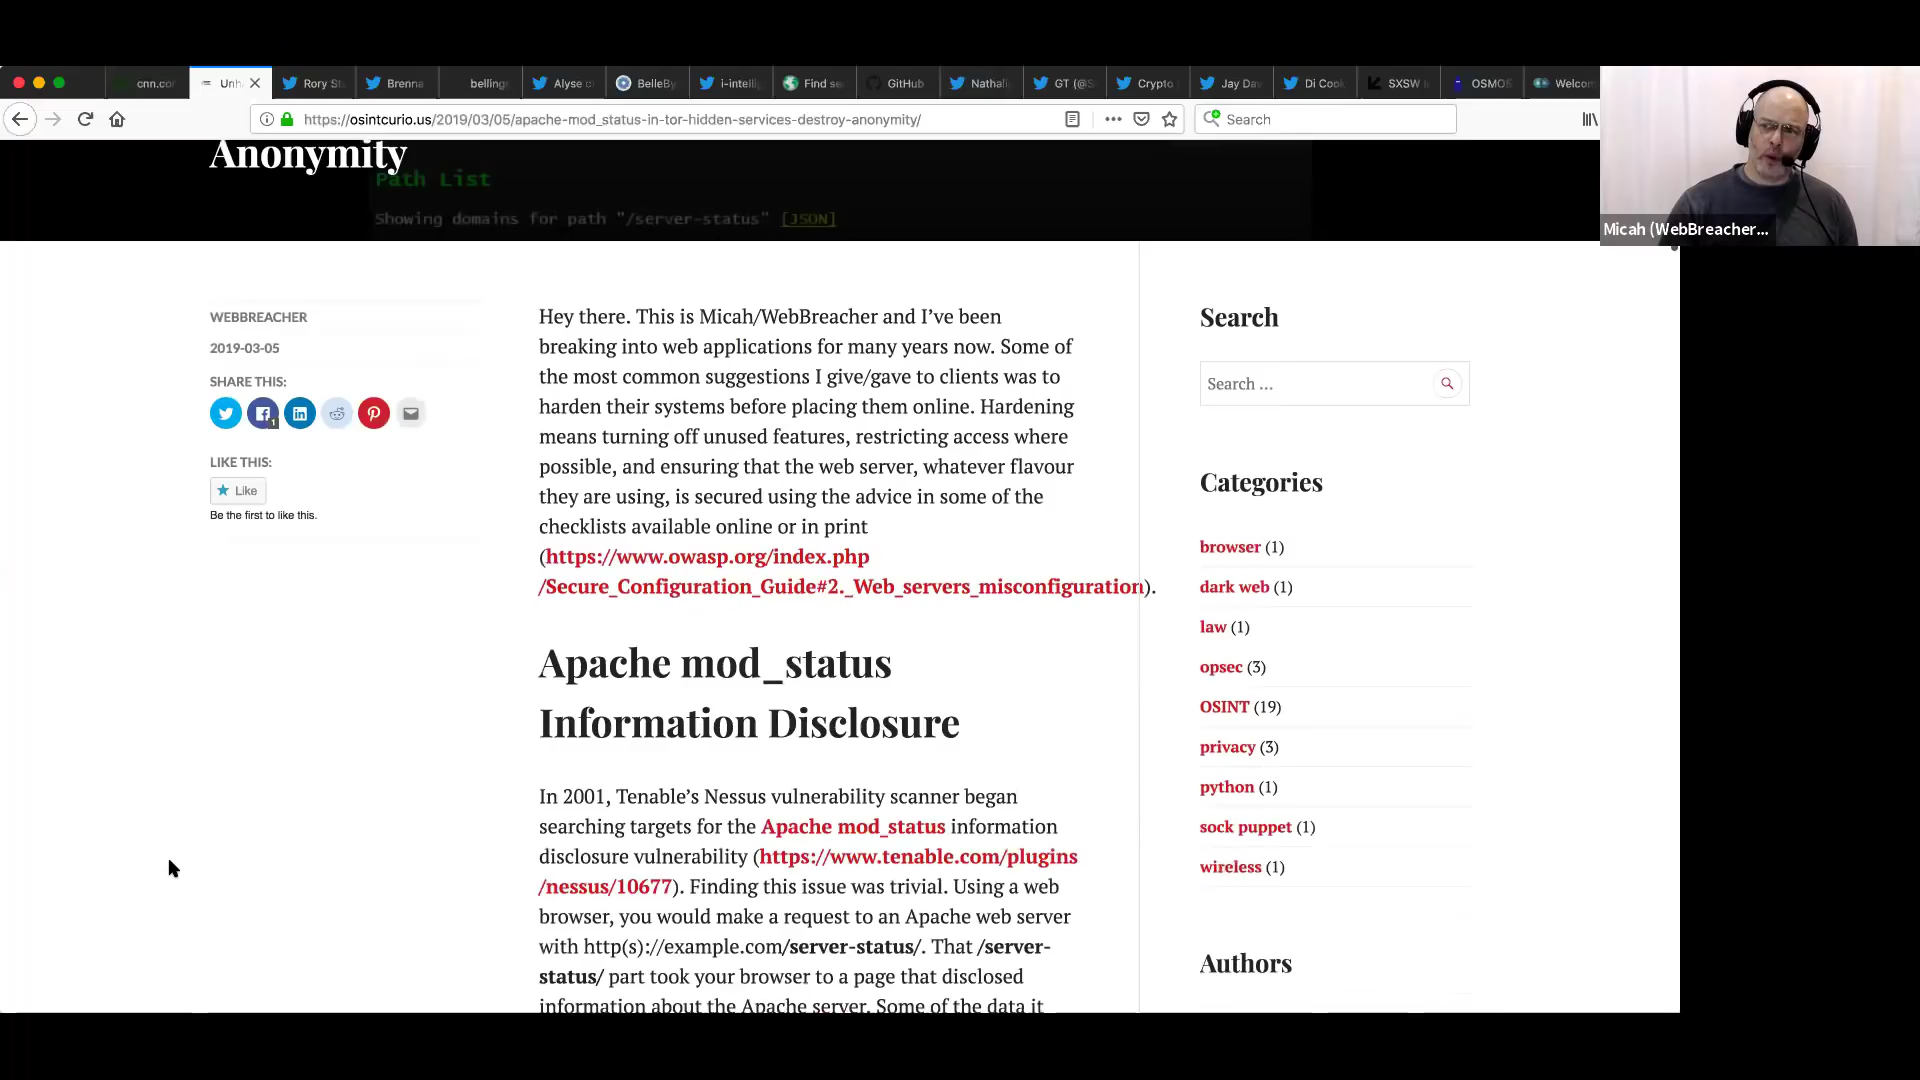 cnn.co
Unh
Rory St
Brenna
belling
Alyse c
BelleBy
i-intelli
Find se
GitHub
Nathali
GT (@S
Crypto
Jay Da
Di Cook
SXSW
OSMOS
Welcom
https://osintcurio.us/2019/03/05/apache-mod_status-in-tor-hidden-services-destroy-anonymity/
Search
Micah (WebBreacher...
Anonymity
Path List
Showing domains for path "/server-status" [JSON]
WEBBREACHER
2019-03-05
SHARE THIS:
1
LIKE THIS:
Like
Be the first to like this.
Hey there. This is Micah/WebBreacher and I’ve been
breaking into web applications for many years now. Some of
the most common suggestions I give/gave to clients was to
harden their systems before placing them online. Hardening
means turning off unused features, restricting access where
possible, and ensuring that the web server, whatever flavour
they are using, is secured using the advice in some of the
checklists available online or in print
(https://www.owasp.org/index.php
/Secure_Configuration_Guide#2._Web_servers_misconfiguration).
Apache mod_status
Information Disclosure
In 2001, Tenable’s Nessus vulnerability scanner began
searching targets for the Apache mod_status information
disclosure vulnerability (https://www.tenable.com/plugins
/nessus/10677). Finding this issue was trivial. Using a web
browser, you would make a request to an Apache web server
with http(s)://example.com/server-status/. That /server-
status/ part took your browser to a page that disclosed
information about the Apache server. Some of the data it
Search
Search ...
Categories
browser (1)
dark web (1)
law (1)
opsec (3)
OSINT (19)
privacy (3)
python (1)
sock puppet (1)
wireless (1)
Authors